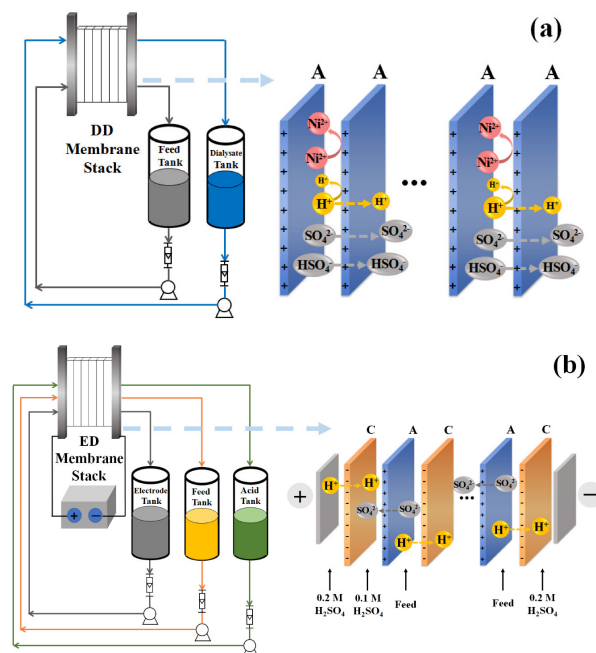 (a)
A A A A
DD
Membrane
Stack
Feed
Tank
Dialysate
Tank
Ni²⁺
Ni²⁺
H⁺
H⁺ H⁺
SO₄²⁻ SO₄²⁻
HSO₄⁻ HSO₄⁻
•••
Ni²⁺
Ni²⁺
H⁺
H⁺ H⁺
SO₄²⁻ SO₄²⁻
HSO₄⁻ HSO₄⁻
(b)
ED
Membrane
Stack
+ −
Electrode
Tank
Feed
Tank
Acid
Tank
C A C A C
+ −
H⁺ H⁺
SO₄²⁻ SO₄²⁻
H⁺ H⁺
SO₄²⁻ SO₄²⁻
•••
H⁺ H⁺
0.2 M
H₂SO₄
0.1 M
H₂SO₄
Feed
Feed
0.2 M
H₂SO₄